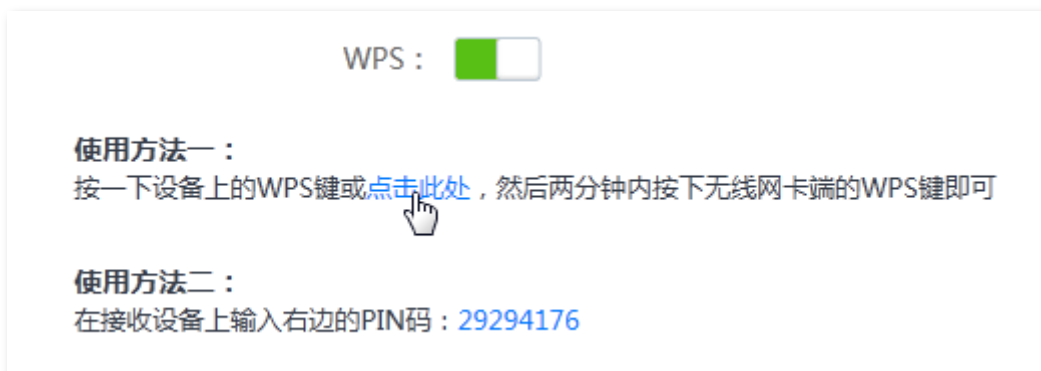 WPS：
使用方法一：
按一下设备上的WPS键或点击此处，然后两分钟内按下无线网卡端的WPS键即可
使用方法二：
在接收设备上输入右边的PIN码：29294176